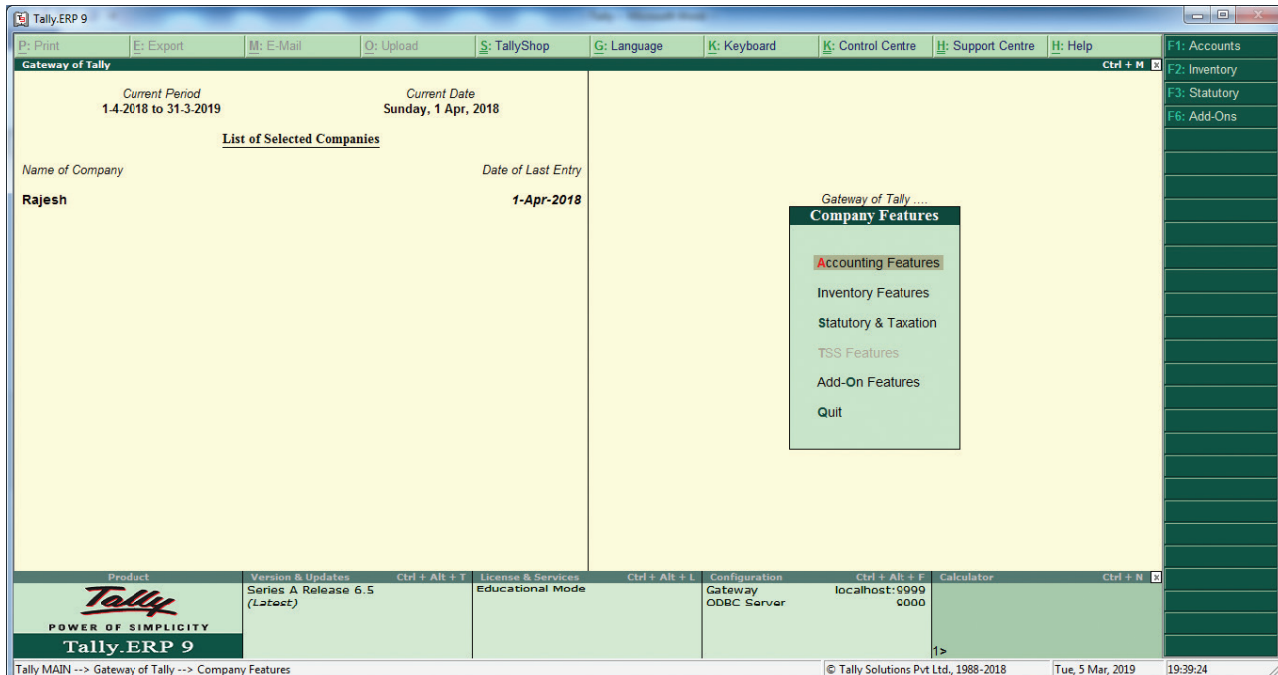 Tally.ERP 9
P: Print E: Export M: E-Mail O: Upload S: TallyShop G: Language K: Keyboard K: Control Centre H: Support Centre H: Help
F1: Accounts
F2: Inventory
F3: Statutory
F6: Add-Ons
Gateway of Tally Ctrl + M x
Current Period Current Date
1-4-2018 to 31-3-2019 Sunday, 1 Apr, 2018
List of Selected Companies
Name of Company Date of Last Entry
Rajesh 1-Apr-2018
Gateway of Tally ....
Company Features
Accounting Features
Inventory Features
Statutory & Taxation
TSS Features
Add-On Features
Quit
Product
Tally
POWER OF SIMPLICITY
Tally.ERP 9
Version & Updates Ctrl + Alt + T
Series A Release 6.5
(Latest)
License & Services Ctrl + Alt + L
Educational Mode
Configuration Ctrl + Alt + F
Gateway localhost:9999
ODBC Server 9000
Calculator Ctrl + N x
1>
Tally MAIN --> Gateway of Tally --> Company Features © Tally Solutions Pvt Ltd., 1988-2018 Tue, 5 Mar, 2019 19:39:24